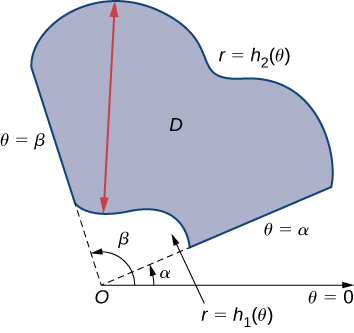 r = h₂(θ)
D
θ = β
θ = α
β
α
O
θ = 0
r = h₁(θ)